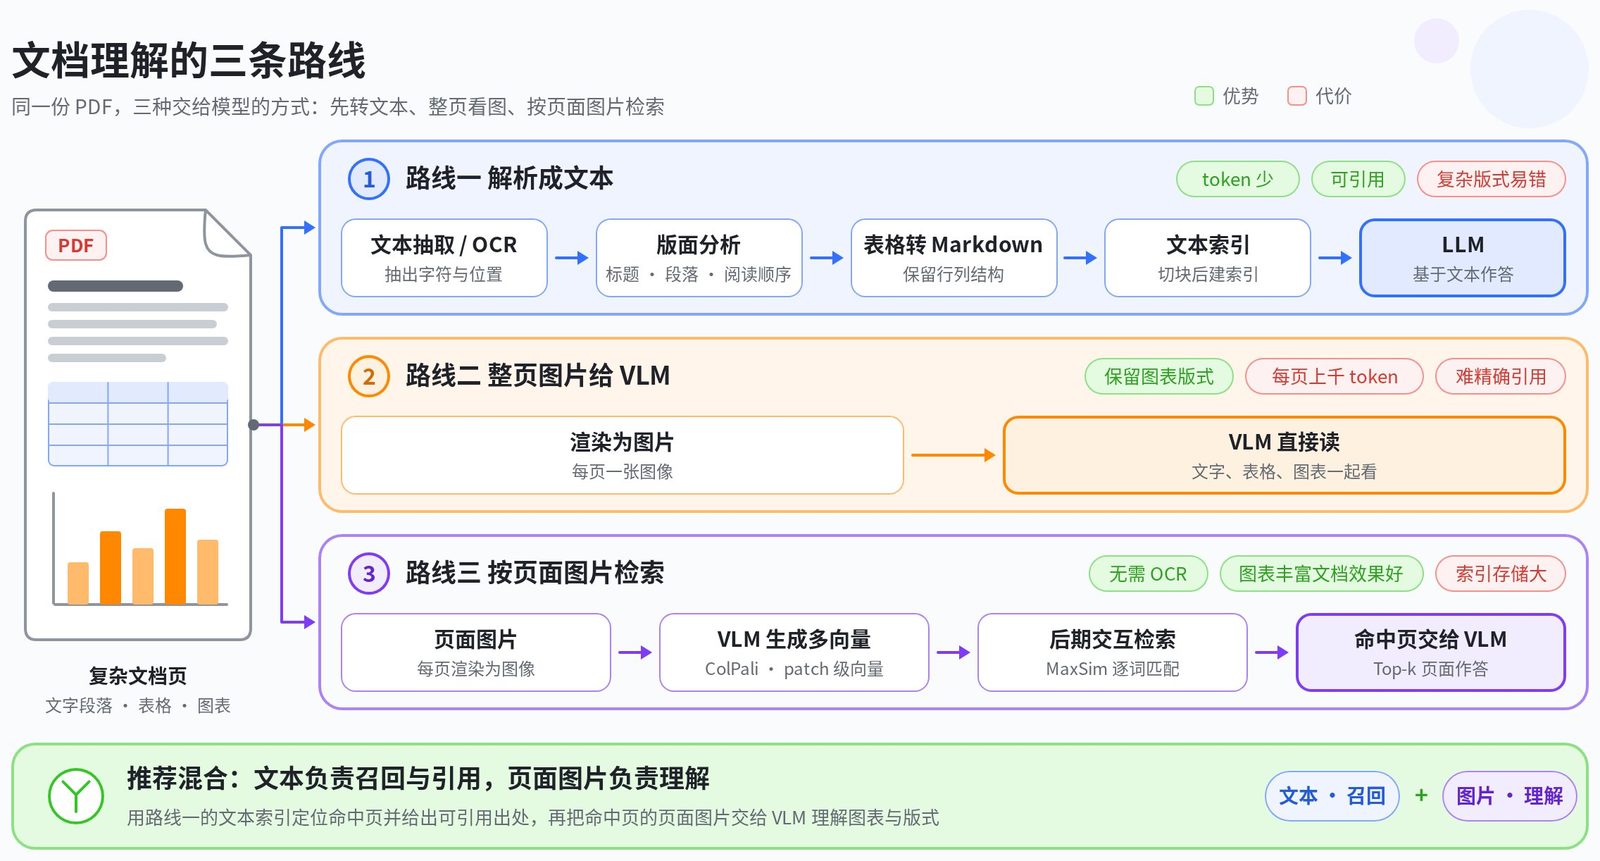 文档理解的三条路线
同一份 PDF，三种交给模型的方式：先转文本、整页看图、按页面图片检索
优势
代价
PDF
复杂文档页
文字段落 · 表格 · 图表
1 路线一 解析成文本
token 少
可引用
复杂版式易错
文本抽取 / OCR
抽出字符与位置
版面分析
标题 · 段落 · 阅读顺序
表格转 Markdown
保留行列结构
文本索引
切块后建索引
LLM
基于文本作答
2 路线二 整页图片给 VLM
保留图表版式
每页上千 token
难精确引用
渲染为图片
每页一张图像
VLM 直接读
文字、表格、图表一起看
3 路线三 按页面图片检索
无需 OCR
图表丰富文档效果好
索引存储大
页面图片
每页渲染为图像
VLM 生成多向量
ColPali · patch 级向量
后期交互检索
MaxSim 逐词匹配
命中页交给 VLM
Top-k 页面作答
推荐混合：文本负责召回与引用，页面图片负责理解
用路线一的文本索引定位命中页并给出可引用出处，再把命中页的页面图片交给 VLM 理解图表与版式
文本 · 召回
+
图片 · 理解